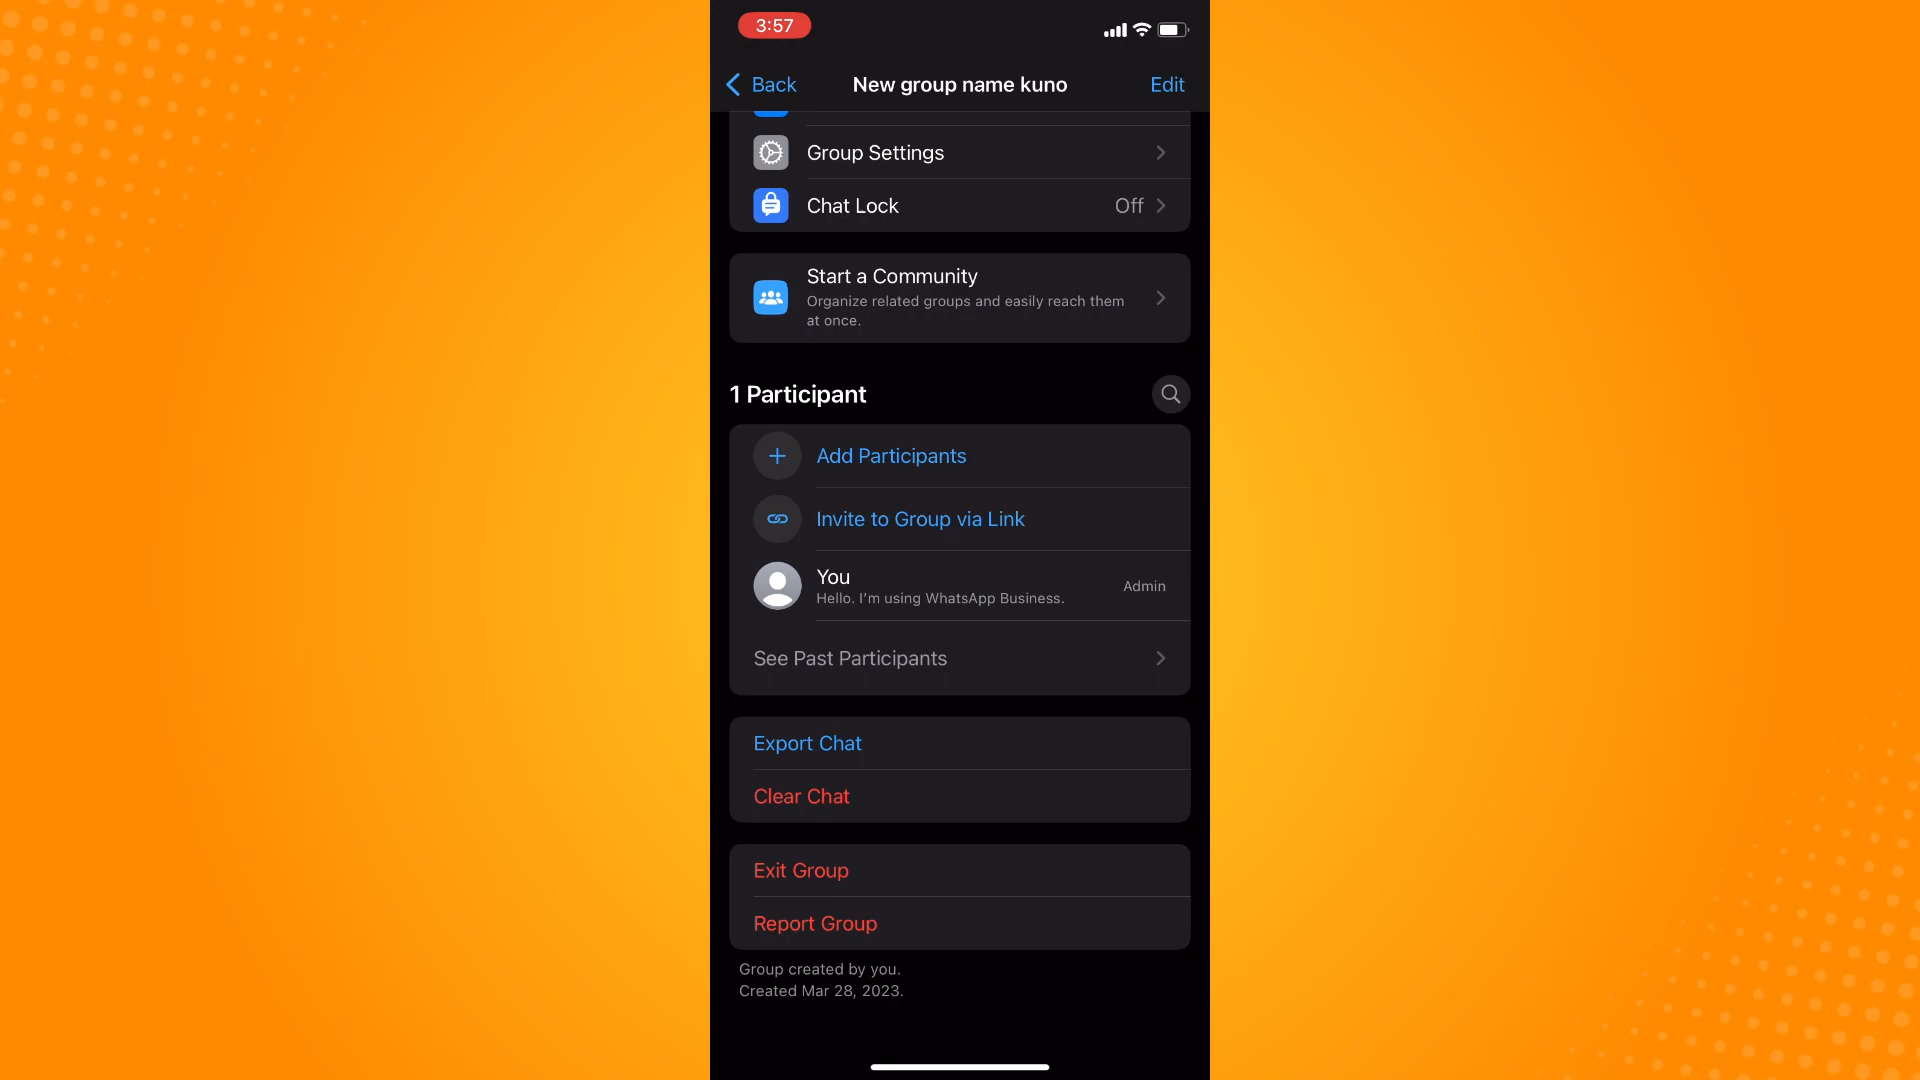 3:57
Back
New group name kuno
Edit
Group Settings
Chat Lock
Off
Start a Community
Organize related groups and easily reach them
at once.
1 Participant
Add Participants
Invite to Group via Link
You
Hello. I'm using WhatsApp Business.
Admin
See Past Participants
Export Chat
Clear Chat
Exit Group
Report Group
Group created by you.
Created Mar 28, 2023.